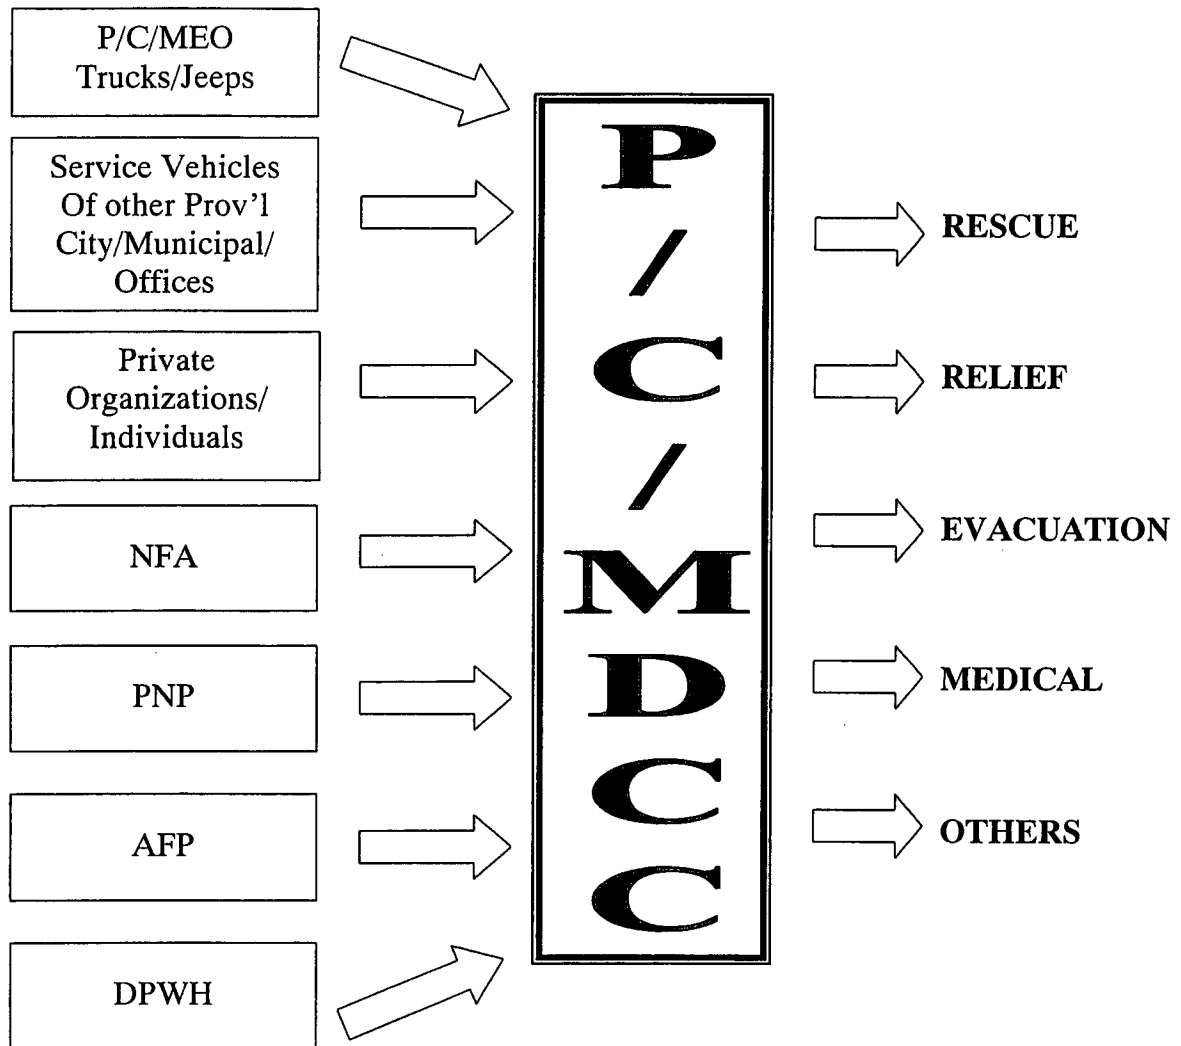 P/C/MEO
Trucks/Jeeps
Service Vehicles
Of other Prov'l
City/Municipal/
Offices
Private
Organizations/
Individuals
NFA
PNP
AFP
DPWH
P
/
C
/
M
D
C
C
RESCUE
RELIEF
EVACUATION
MEDICAL
OTHERS